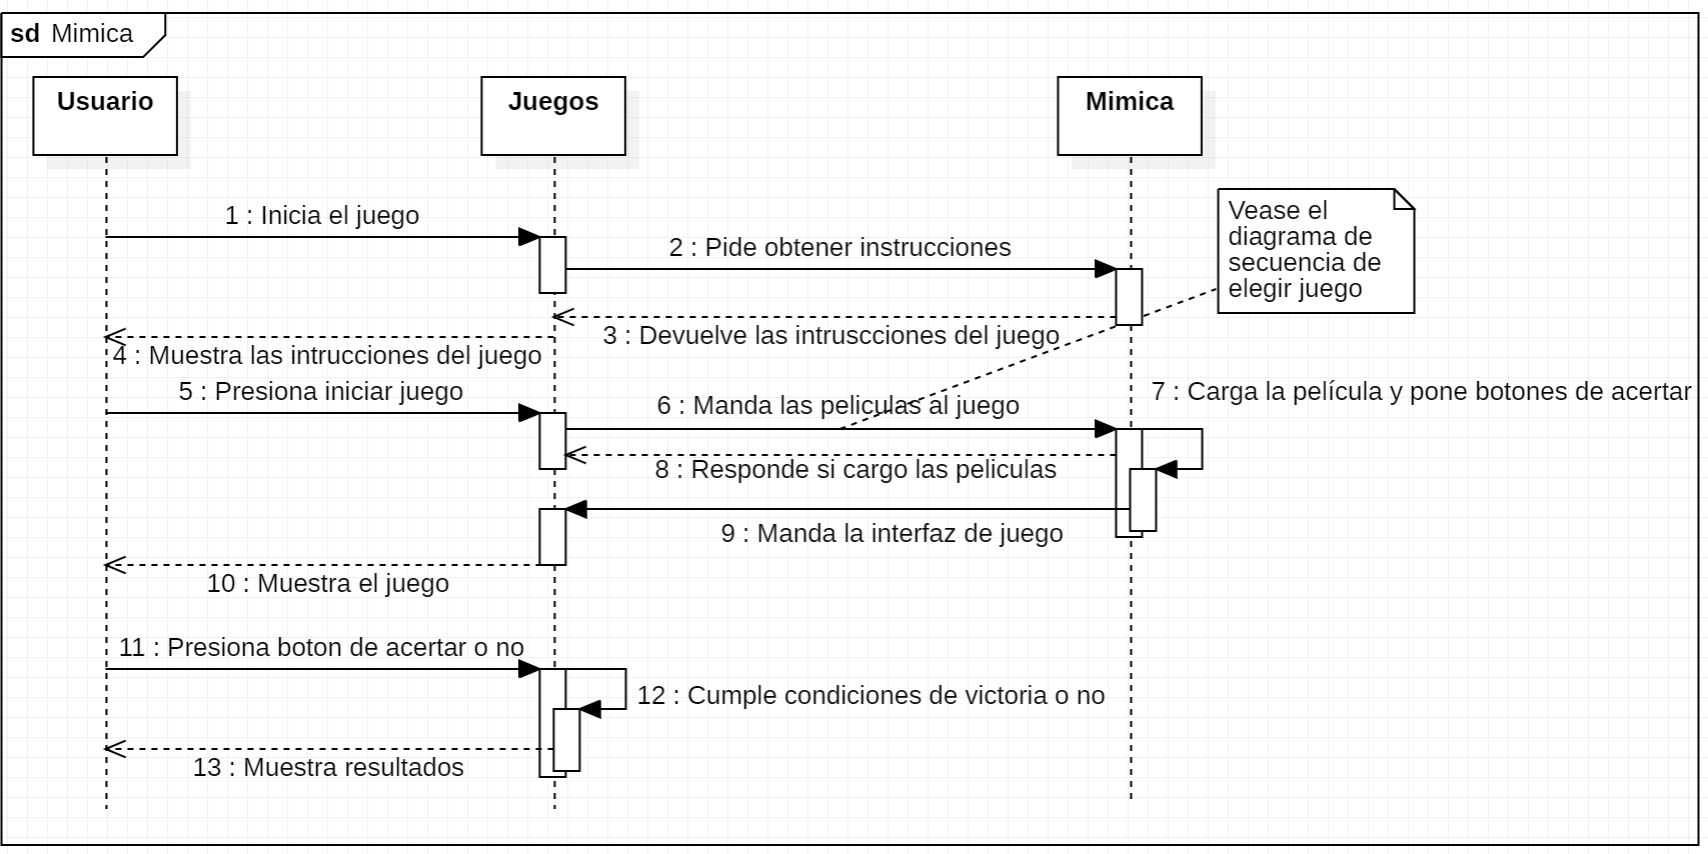 sd Mimica
Usuario
Juegos
Mimica
Vease el
diagrama de
secuencia de
elegir juego
1 : Inicia el juego
2 : Pide obtener instrucciones
3 : Devuelve las intruscciones del juego
4 : Muestra las intrucciones del juego
5 : Presiona iniciar juego
6 : Manda las peliculas al juego
7 : Carga la película y pone botones de acertar
8 : Responde si cargo las peliculas
9 : Manda la interfaz de juego
10 : Muestra el juego
11 : Presiona boton de acertar o no
12 : Cumple condiciones de victoria o no
13 : Muestra resultados